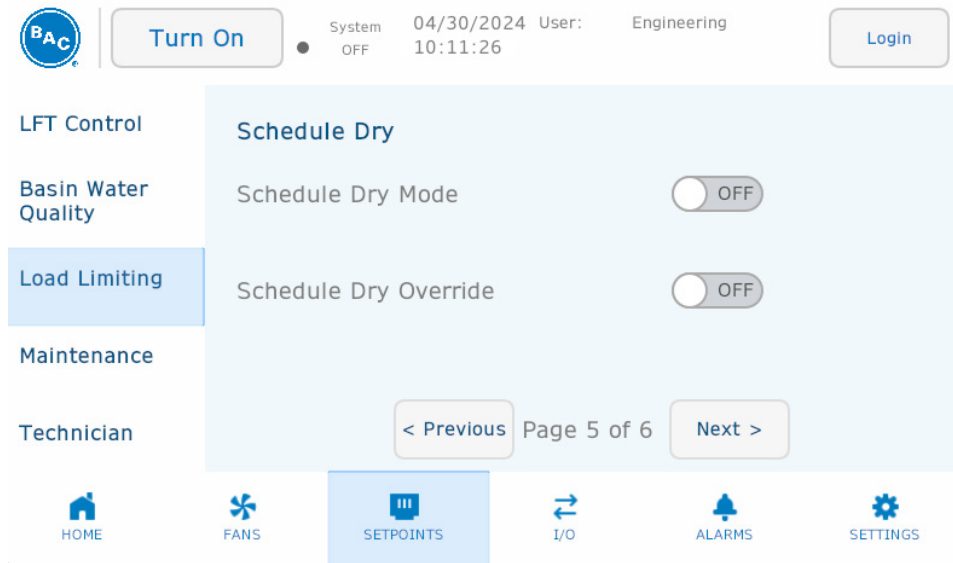 BAC
®
Turn On
System
OFF
04/30/2024 User: Engineering
10:11:26
Login
LFT Control
Basin Water
Quality
Load Limiting
Maintenance
Technician
Schedule Dry
Schedule Dry Mode OFF
Schedule Dry Override OFF
< Previous Page 5 of 6 Next >
HOME FANS SETPOINTS I/O ALARMS SETTINGS